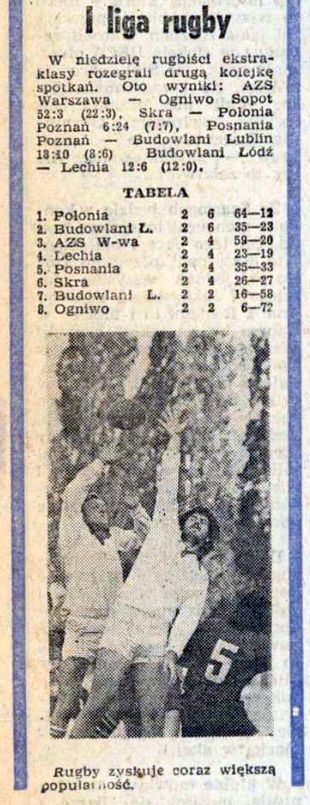 I liga rugby
W niedzielę rugbiści ekstra-
klasy rozegrali drugą kolejkę
spotkań. Oto wyniki: AZS
Warszawa — Ogniwo Sopot
52:3 (22:3), Skra — Polonia
Poznań 6:24 (7:7), Posnania
Poznań — Budowlani Lublin
18:10 (8:6) Budowlani Łódź
— Lechia 12:6 (12:0).
TABELA
1. Polonia 2 6 64—12
2. Budowlani Ł. 2 6 35—23
3. AZS W-wa 2 4 59—20
4. Lechia 2 4 23—19
5. Posnania 2 4 35—33
6. Skra 2 4 26—27
7. Budowlani L. 2 2 16—58
8. Ogniwo 2 2 6—72
5
Rugby zyskuje coraz większą
popularność.